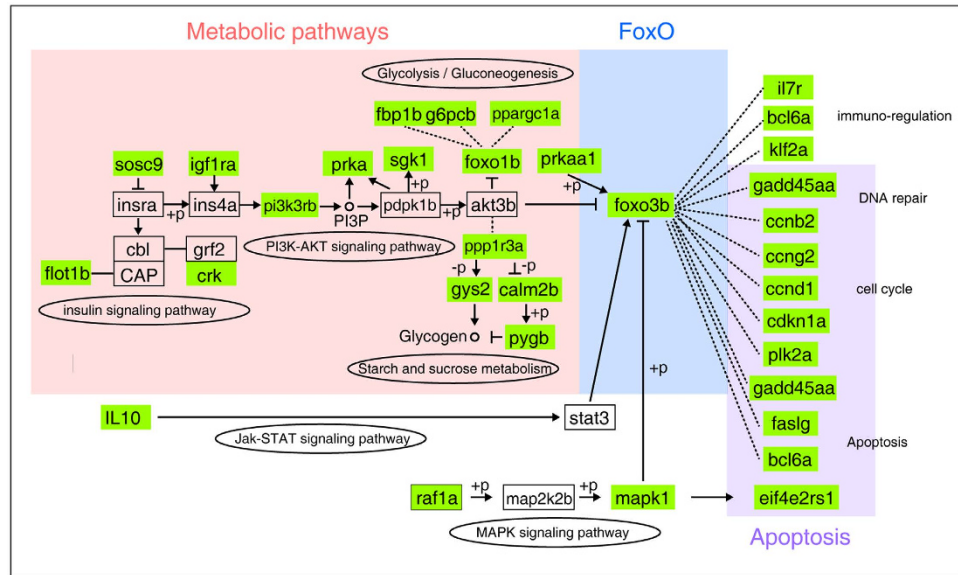 Metabolic pathways
FoxO
Glycolysis / Gluconeogenesis
fbp1b g6pcb
ppargc1a
il7r
bcl6a
immuno-regulation
klf2a
sosc9
igf1ra
prka
sgk1
foxo1b
prkaa1
+p
+p
gadd45aa
DNA repair
insra
+p
ins4a
pi3k3rb
PI3P
pdpk1b
+p
akt3b
foxo3b
ccnb2
cbl
grf2
PI3K-AKT signaling pathway
ppp1r3a
ccng2
flot1b
CAP
crk
-p
-p
gys2
calm2b
ccnd1
cell cycle
insulin signaling pathway
+p
cdkn1a
Glycogen
pygb
plk2a
Starch and sucrose metabolism
+p
gadd45aa
IL10
stat3
faslg
Jak-STAT signaling pathway
Apoptosis
bcl6a
raf1a
+p
map2k2b
+p
mapk1
eif4e2rs1
MAPK signaling pathway
Apoptosis